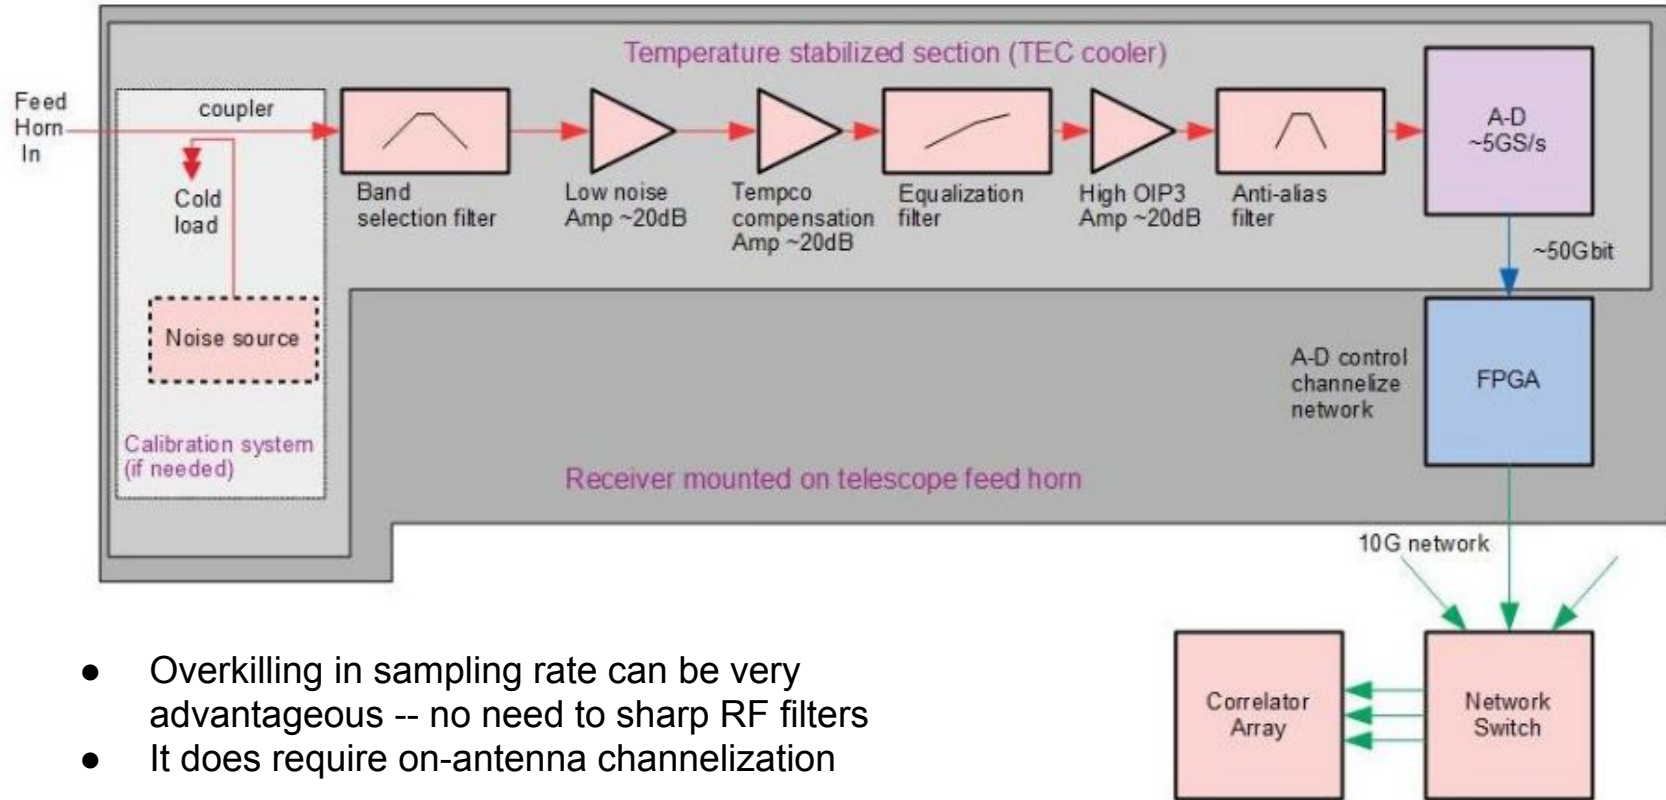 Temperature stabilized section (TEC cooler)
Feed
Horn
In
coupler
Cold
load
Noise source
Calibration system
(if needed)
Band
selection filter
Low noise
Amp ~20dB
Tempco
compensation
Amp ~20dB
Equalization
filter
High OIP3
Amp ~20dB
Anti-alias
filter
A-D
~5GS/s
~50Gbit
A-D control
channelize
network
FPGA
Receiver mounted on telescope feed horn
10G network
Correlator
Array
Network
Switch
● Overkilling in sampling rate can be very
advantageous -- no need to sharp RF filters
● It does require on-antenna channelization